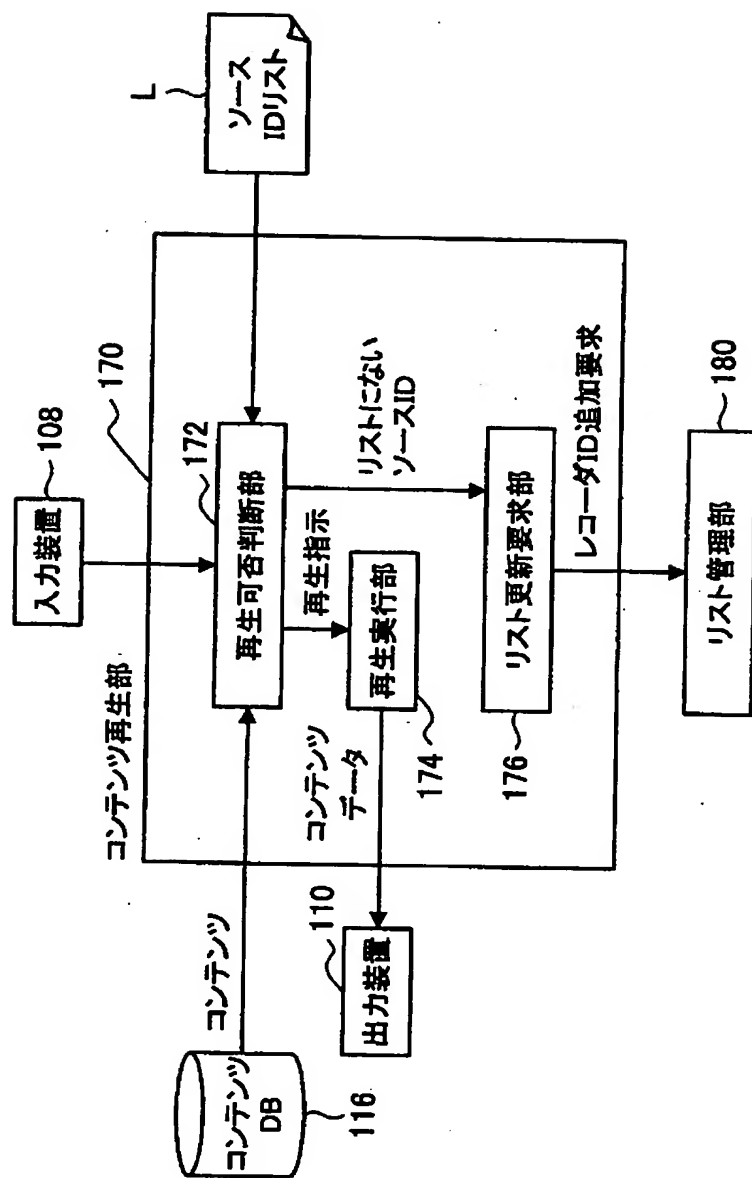 L
ソース
IDリスト
入力装置
108
170
コンテンツ再生部
172
再生可否判断部
コンテンツ
コンテンツ
DB
116
再生指示
リストにない
ソースID
再生実行部
174
コンテンツ
データ
110
出力装置
リスト更新要求部
176
レコーダID追加要求
180
リスト管理部